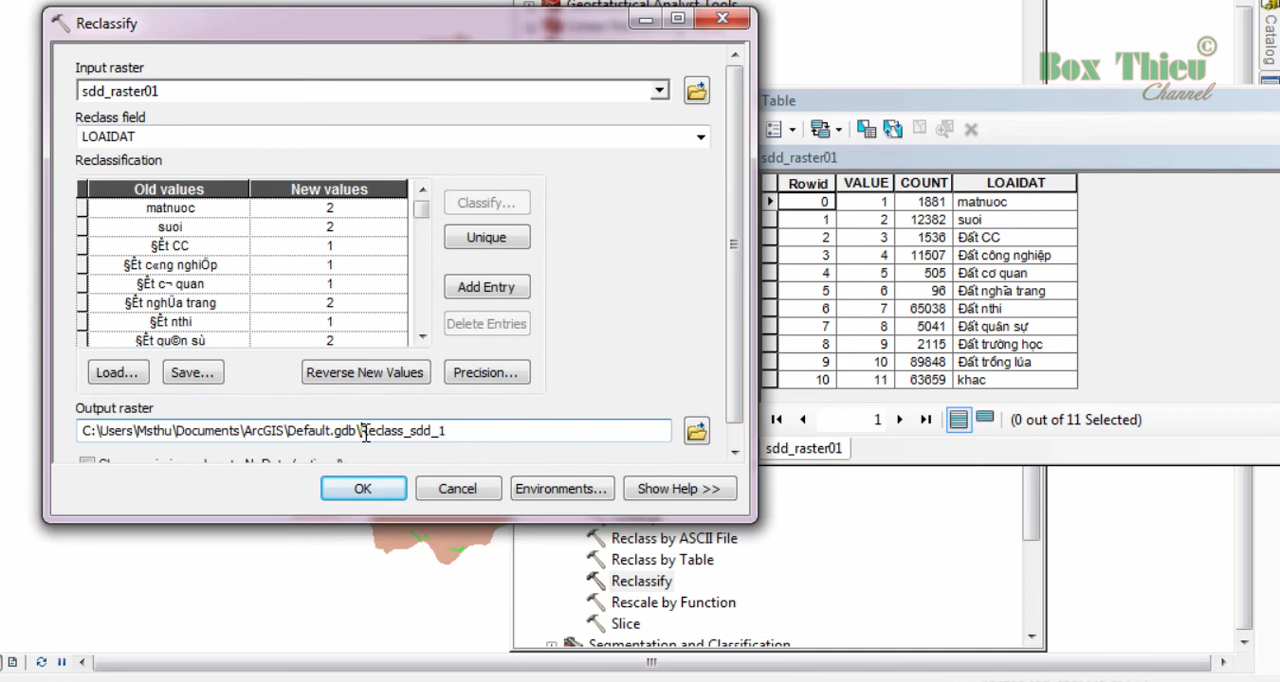 Reclassify
Input raster
sdd_raster01
Reclass field
LOAIDAT
Reclassification
Old values New values
matnuoc 2
suoi 2
§Êt CC 1
§Êt c«ng nghiÖp 1
§Êt c¬ quan 1
§Êt nghÜa trang 2
§Êt nthi 1
§Êt qu©n sù 2
Classify...
Unique
Add Entry
Delete Entries
Load...
Save...
Reverse New Values
Precision...
Output raster
C:\Users\Msthu\Documents\ArcGIS\Default.gdb\Reclass_sdd_1
OK
Cancel
Environments...
Show Help >>
Geostatistical Analyst Tools
Box Thieu ©
Channel
Catalog
Table
sdd_raster01
Rowid VALUE COUNT LOAIDAT
0 1 1881 matnuoc
1 2 12382 suoi
2 3 1536 Đất CC
3 4 11507 Đất công nghiệp
4 5 505 Đất cơ quan
5 6 96 Đất nghĩa trang
6 7 65038 Đất nthi
7 8 5041 Đất quân sự
8 9 2115 Đất trường học
9 10 89848 Đất trồng lúa
10 11 63659 khac
1
(0 out of 11 Selected)
sdd_raster01
Reclass by ASCII File
Reclass by Table
Reclassify
Rescale by Function
Slice
Segmentation and Classification